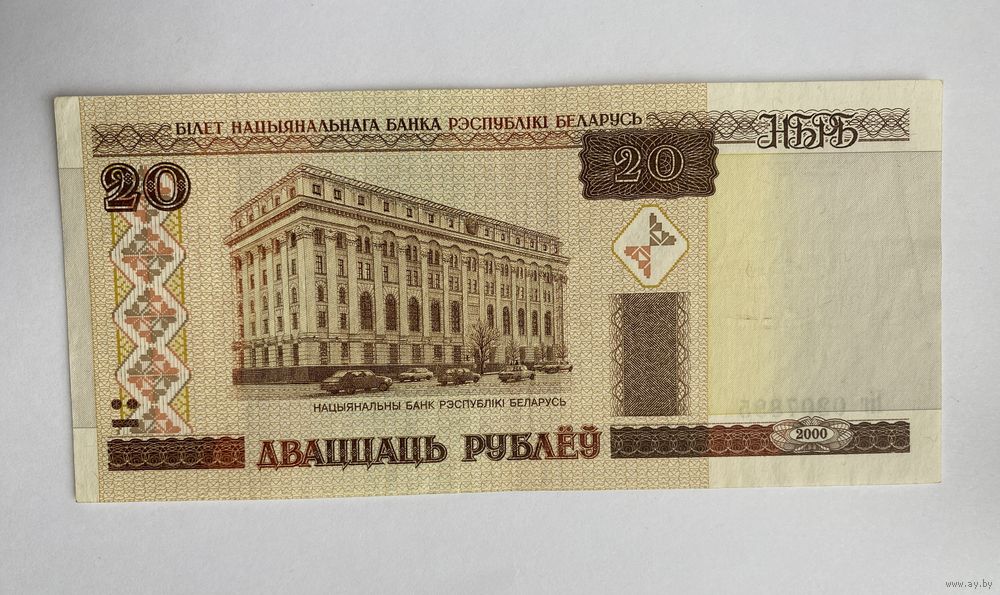 БІЛЕТ НАЦЫЯНАЛЬНАГА БАНКА РЭСПУБЛІКІ БЕЛАРУСЬ
НБРБ
20
20
НАЦЫЯНАЛЬНЫ БАНК РЭСПУБЛІКІ БЕЛАРУСЬ
ДВАЦЦАЦЬ РУБЛЁЎ
2000
www.ay.by